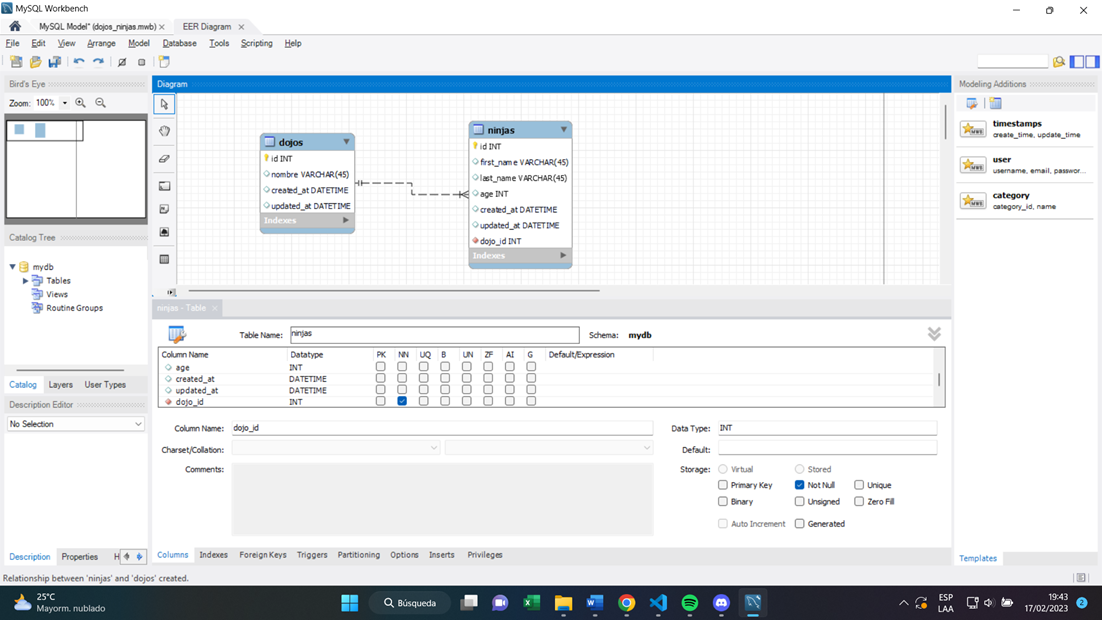 MySQL Workbench
MySQL Model* (dojos_ninjas.mwb) ×
EER Diagram ×
File Edit View Arrange Model Database Tools Scripting Help
Bird's Eye
Zoom: 100%
Diagram
Modeling Additions
timestamps
create_time, update_time
user
username, email, passwor...
category
category_id, name
dojos
id INT
nombre VARCHAR(45)
created_at DATETIME
updated_at DATETIME
Indexes
ninjas
id INT
first_name VARCHAR(45)
last_name VARCHAR(45)
age INT
created_at DATETIME
updated_at DATETIME
dojo_id INT
Indexes
Catalog Tree
mydb
Tables
Views
Routine Groups
Catalog Layers User Types
Description Editor
No Selection
Description Properties H
ninjas - Table ×
Table Name: ninjas Schema: mydb
Column Name Datatype PK NN UQ B UN ZF AI G Default/Expression
age INT
created_at DATETIME
updated_at DATETIME
dojo_id INT
Column Name: dojo_id Data Type: INT
Charset/Collation: Default:
Comments: Storage: Virtual Stored
Primary Key Not Null Unique
Binary Unsigned Zero Fill
Auto Increment Generated
Columns Indexes Foreign Keys Triggers Partitioning Options Inserts Privileges
Templates
Relationship between 'ninjas' and 'dojos' created.
25°C
Mayorm. nublado
Búsqueda
ESP
LAA
19:43
17/02/2023
2